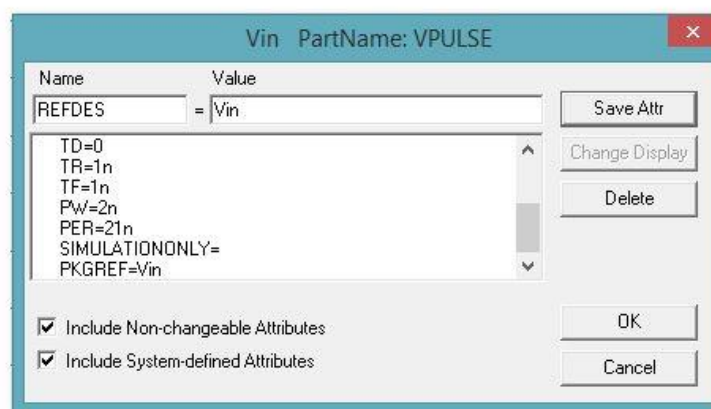 Vin PartName: VPULSE
Name Value
REFDES = Vin
Save Attr
TD=0
TR=1n
TF=1n
PW=2n
PER=21n
SIMULATIONONLY=
PKGREF=Vin
Change Display
Delete
Include Non-changeable Attributes
Include System-defined Attributes
OK
Cancel